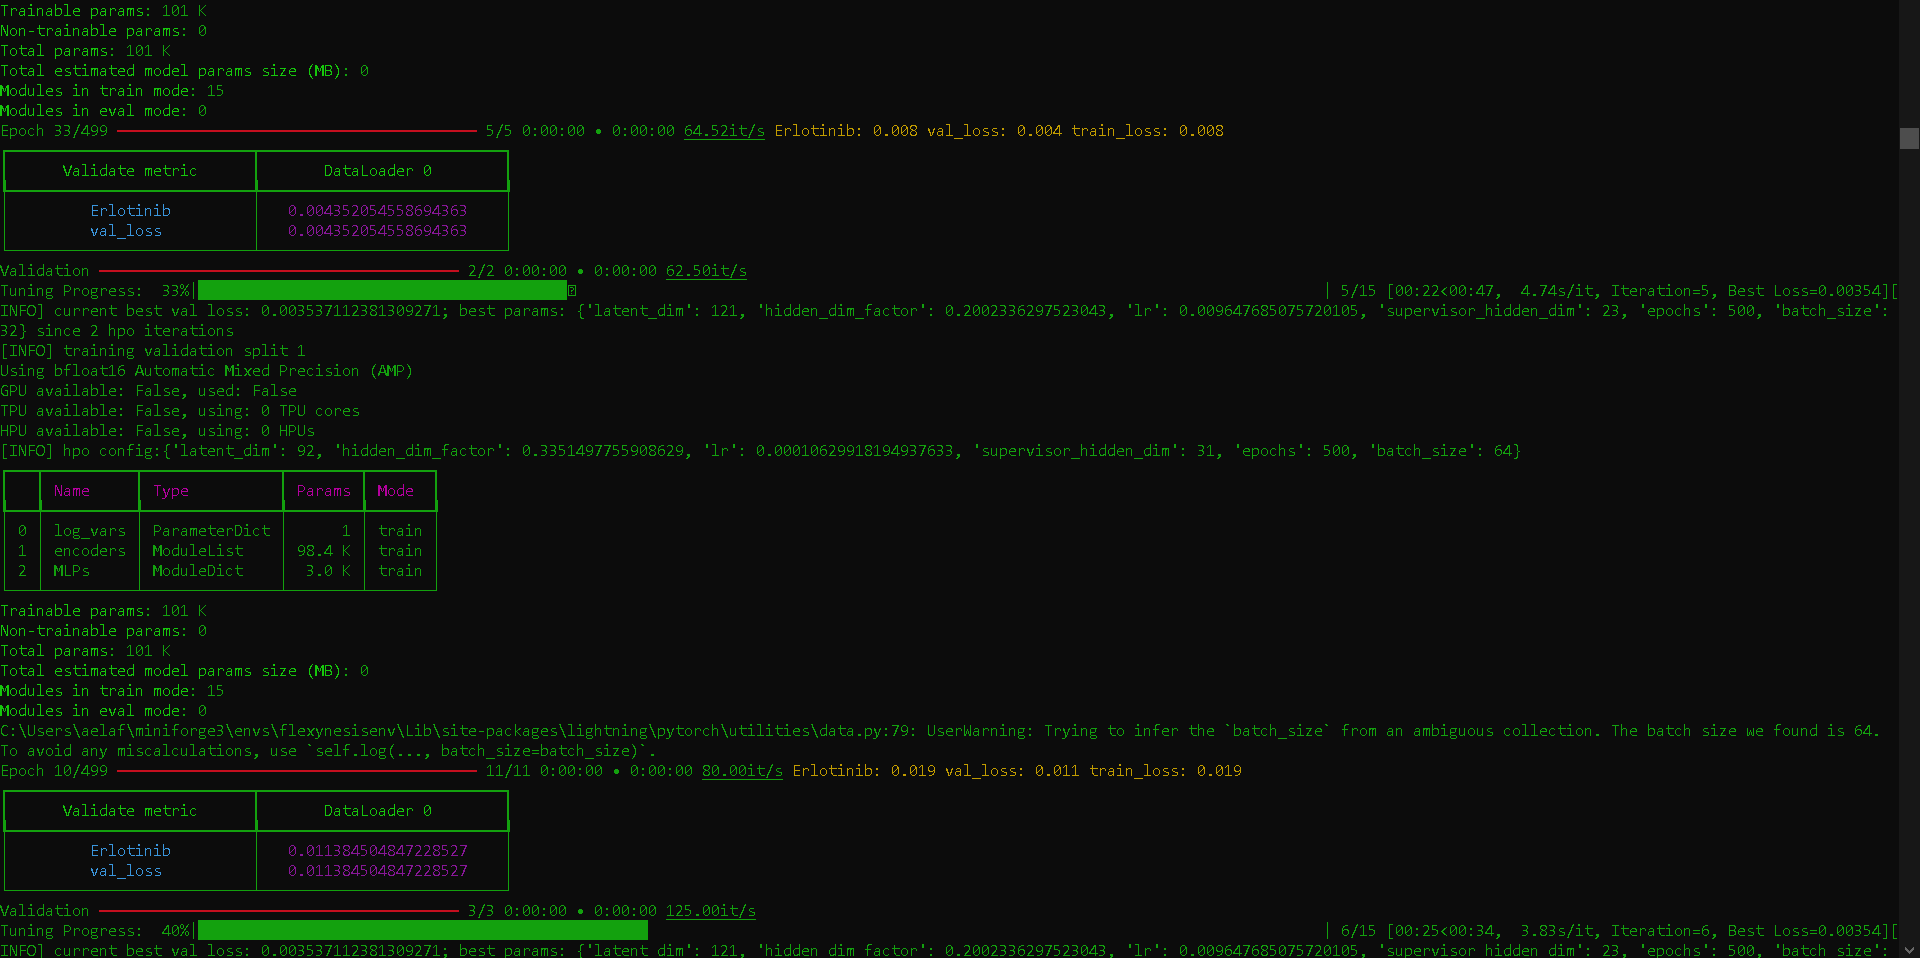 Trainable params: 101 K
Non-trainable params: 0
Total params: 101 K
Total estimated model params size (MB): 0
Modules in train mode: 15
Modules in eval mode: 0
Epoch 33/499 5/5 0:00:00 • 0:00:00 64.52it/s Erlotinib: 0.008 val_loss: 0.004 train_loss: 0.008
Validate metric DataLoader 0
Erlotinib 0.004352054558694363
val_loss 0.004352054558694363
Validation 2/2 0:00:00 • 0:00:00 62.50it/s
Tuning Progress:  33%| | 5/15 [00:22<00:47,  4.74s/it, Iteration=5, Best Loss=0.00354][
INFO] current best val loss: 0.003537112381309271; best params: {'latent_dim': 121, 'hidden_dim_factor': 0.2002336297523043, 'lr': 0.009647685075720105, 'supervisor_hidden_dim': 23, 'epochs': 500, 'batch_size':
32} since 2 hpo iterations
[INFO] training validation split 1
Using bfloat16 Automatic Mixed Precision (AMP)
GPU available: False, used: False
TPU available: False, using: 0 TPU cores
HPU available: False, using: 0 HPUs
[INFO] hpo config:{'latent_dim': 92, 'hidden_dim_factor': 0.3351497755908629, 'lr': 0.00010629918194937633, 'supervisor_hidden_dim': 31, 'epochs': 500, 'batch_size': 64}
Name Type Params Mode
0 log_vars ParameterDict 1 train
1 encoders ModuleList 98.4 K train
2 MLPs ModuleDict 3.0 K train
Trainable params: 101 K
Non-trainable params: 0
Total params: 101 K
Total estimated model params size (MB): 0
Modules in train mode: 15
Modules in eval mode: 0
C:\Users\aelaf\miniforge3\envs\flexynesisenv\Lib\site-packages\lightning\pytorch\utilities\data.py:79: UserWarning: Trying to infer the `batch_size` from an ambiguous collection. The batch size we found is 64.
To avoid any miscalculations, use `self.log(..., batch_size=batch_size)`.
Epoch 10/499 11/11 0:00:00 • 0:00:00 80.00it/s Erlotinib: 0.019 val_loss: 0.011 train_loss: 0.019
Validate metric DataLoader 0
Erlotinib 0.011384504847228527
val_loss 0.011384504847228527
Validation 3/3 0:00:00 • 0:00:00 125.00it/s
Tuning Progress:  40%| | 6/15 [00:25<00:34,  3.83s/it, Iteration=6, Best Loss=0.00354][
INFO] current best val loss: 0.003537112381309271; best params: {'latent_dim': 121, 'hidden_dim_factor': 0.2002336297523043, 'lr': 0.009647685075720105, 'supervisor_hidden_dim': 23, 'epochs': 500, 'batch_size':